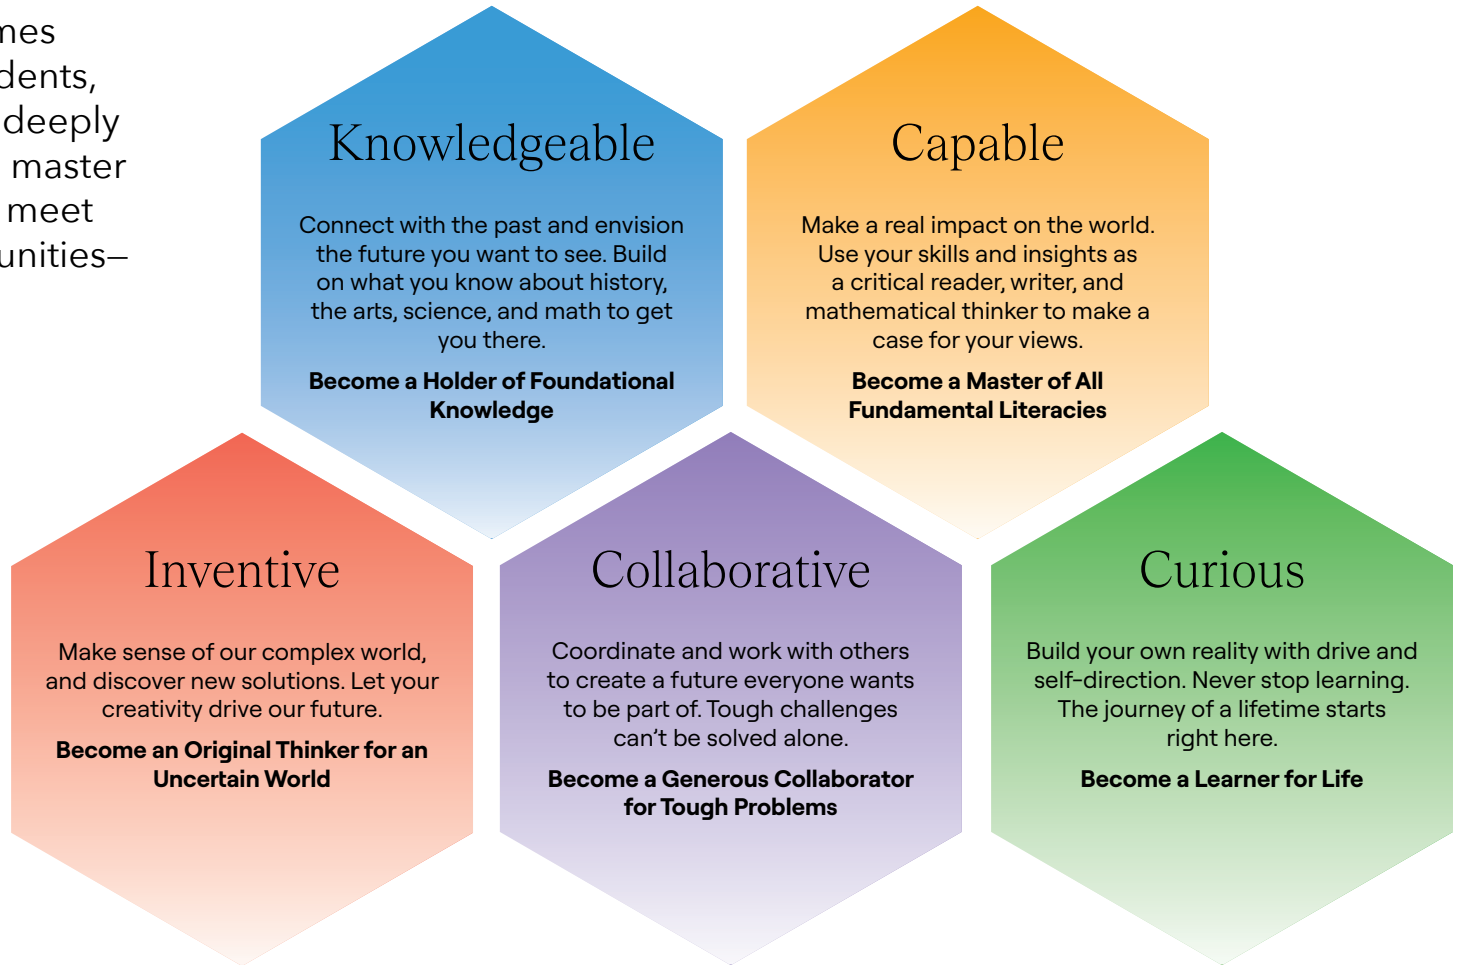 dents,
deeply
master
meet
Knowledgeable
Connect with the past and envision
the future you want to see. Build
on what you know about history,
the arts, science, and math to get
you there.
Become a Holder of Foundational
Knowledge
Capable
Make a real impact on the world.
Use your skills and insights as
a critical reader, writer, and
mathematical thinker to make a
case for your views.
Become a Master of All
Fundamental Literacies
Inventive
Make sense of our complex world,
and discover new solutions. Let your
creativity drive our future.
Become an Original Thinker for an
Uncertain World
Collaborative
Coordinate and work with others
to create a future everyone wants
to be part of. Tough challenges
can’t be solved alone.
Become a Generous Collaborator
for Tough Problems
Curious
Build your own reality with drive and
self-direction. Never stop learning.
The journey of a lifetime starts
right here.
Become a Learner for Life